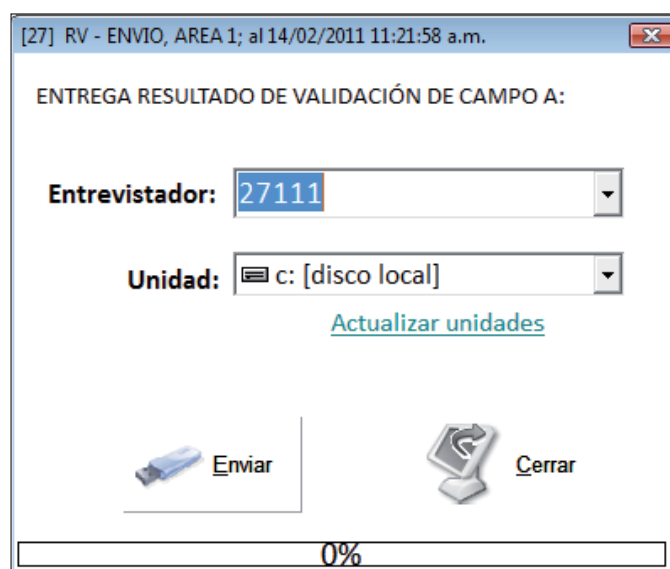 [27] RV - ENVIO, AREA 1; al 14/02/2011 11:21:58 a.m.
ENTREGA RESULTADO DE VALIDACIÓN DE CAMPO A:
Entrevistador: 27111
Unidad: c: [disco local]
Actualizar unidades
Enviar Cerrar
0%